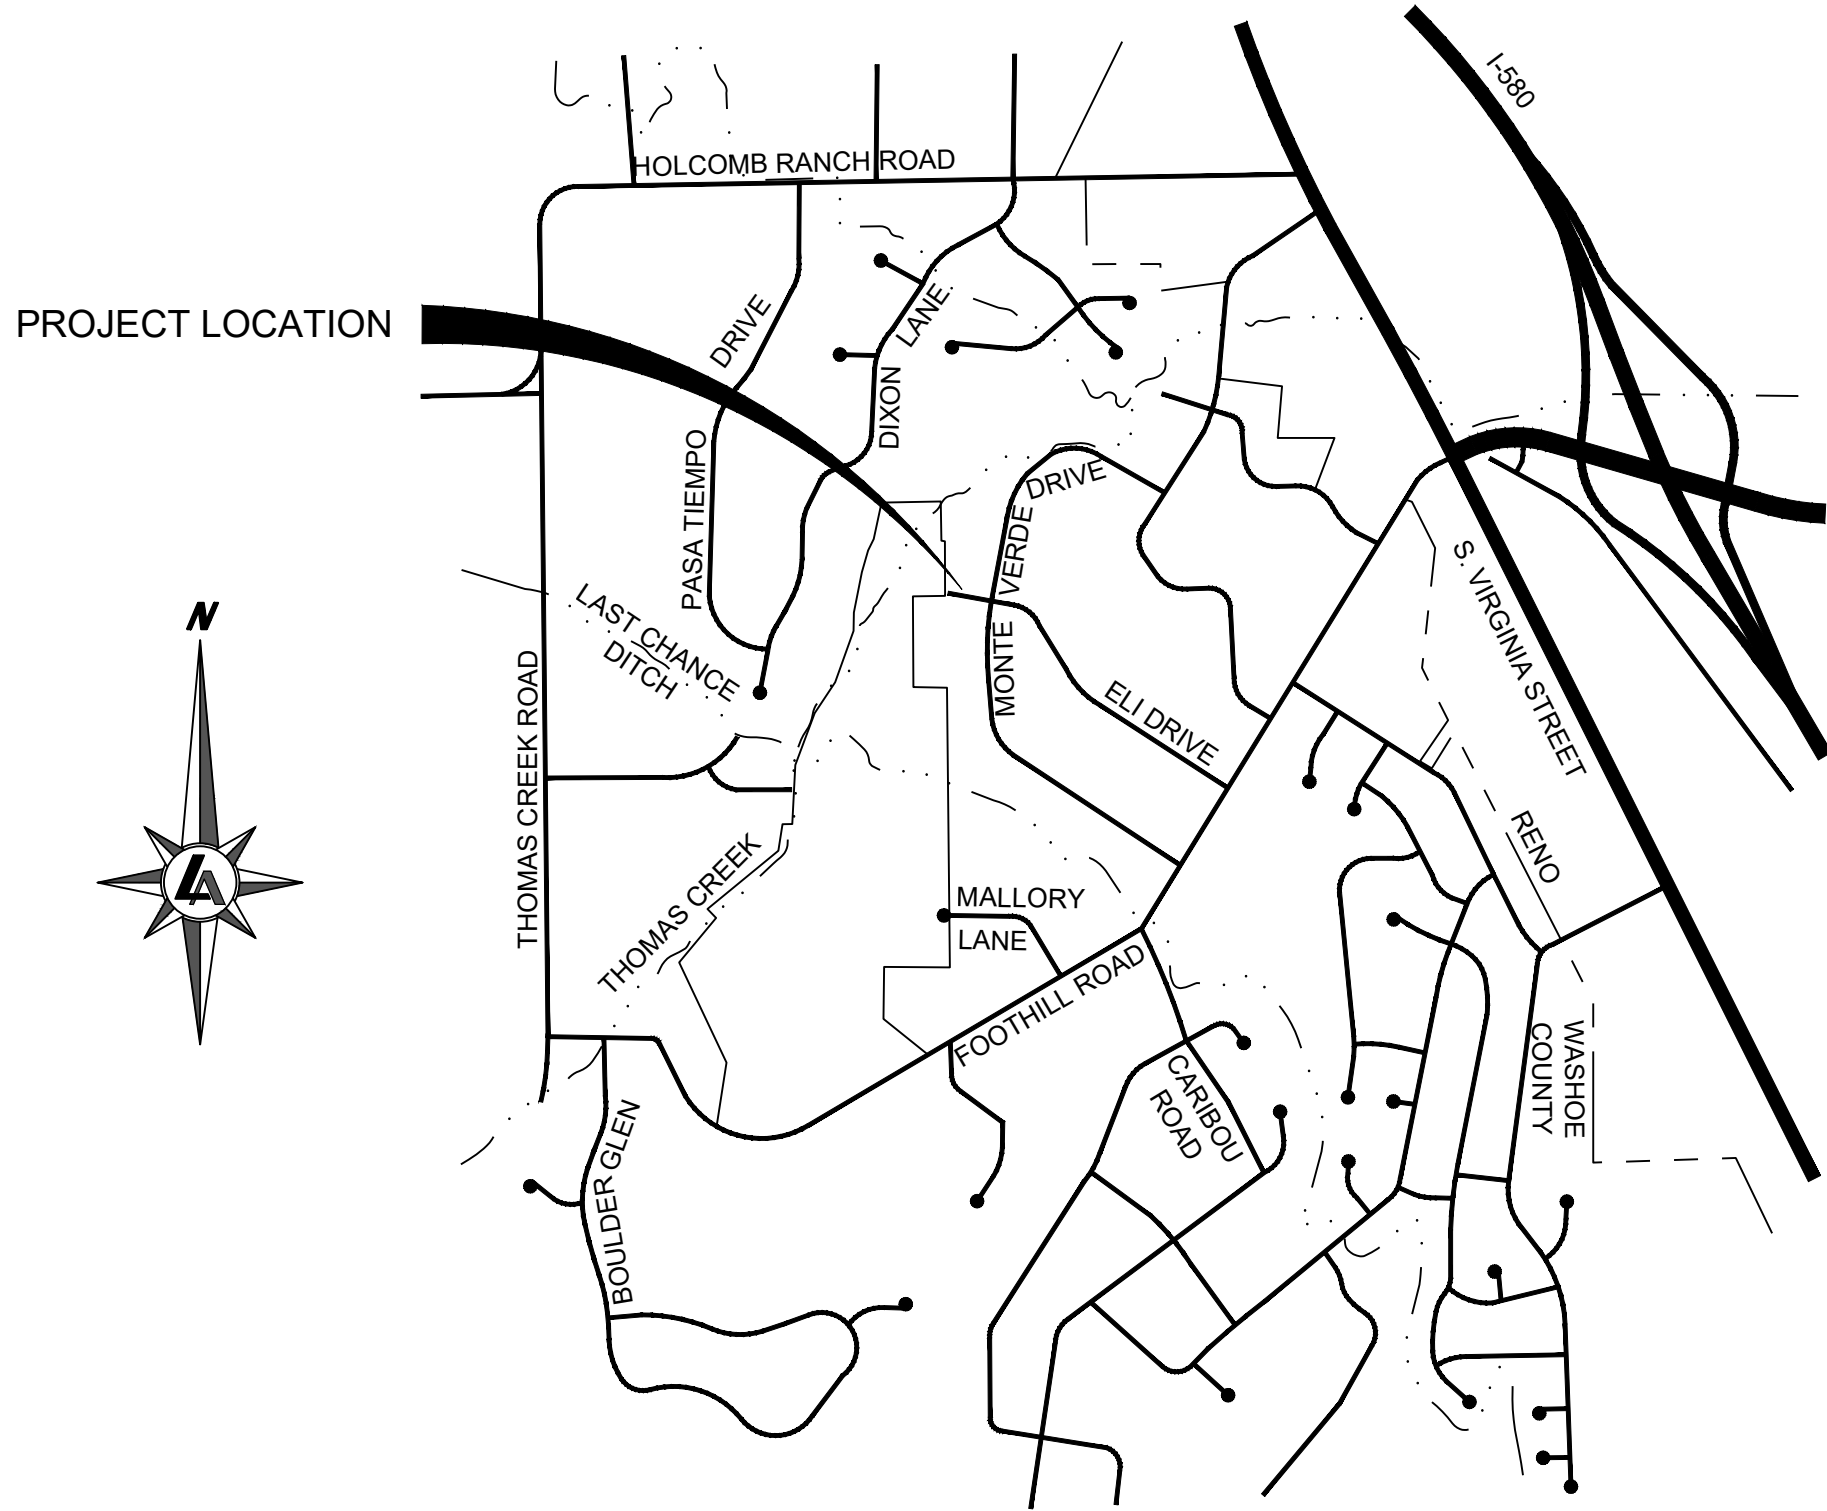 I-580
HOLCOMB RANCH ROAD
PROJECT LOCATION
DRIVE
LANE
DIXON
PASA TIEMPO
DRIVE
VERDE
MONTE
S. VIRGINIA STREET
LAST CHANCE
DITCH
N
THOMAS CREEK ROAD
ELI DRIVE
RENO
THOMAS CREEK
LA
MALLORY
LANE
FOOTHILL ROAD
WASHOE
COUNTY
CARIBOU
ROAD
BOULDER GLEN